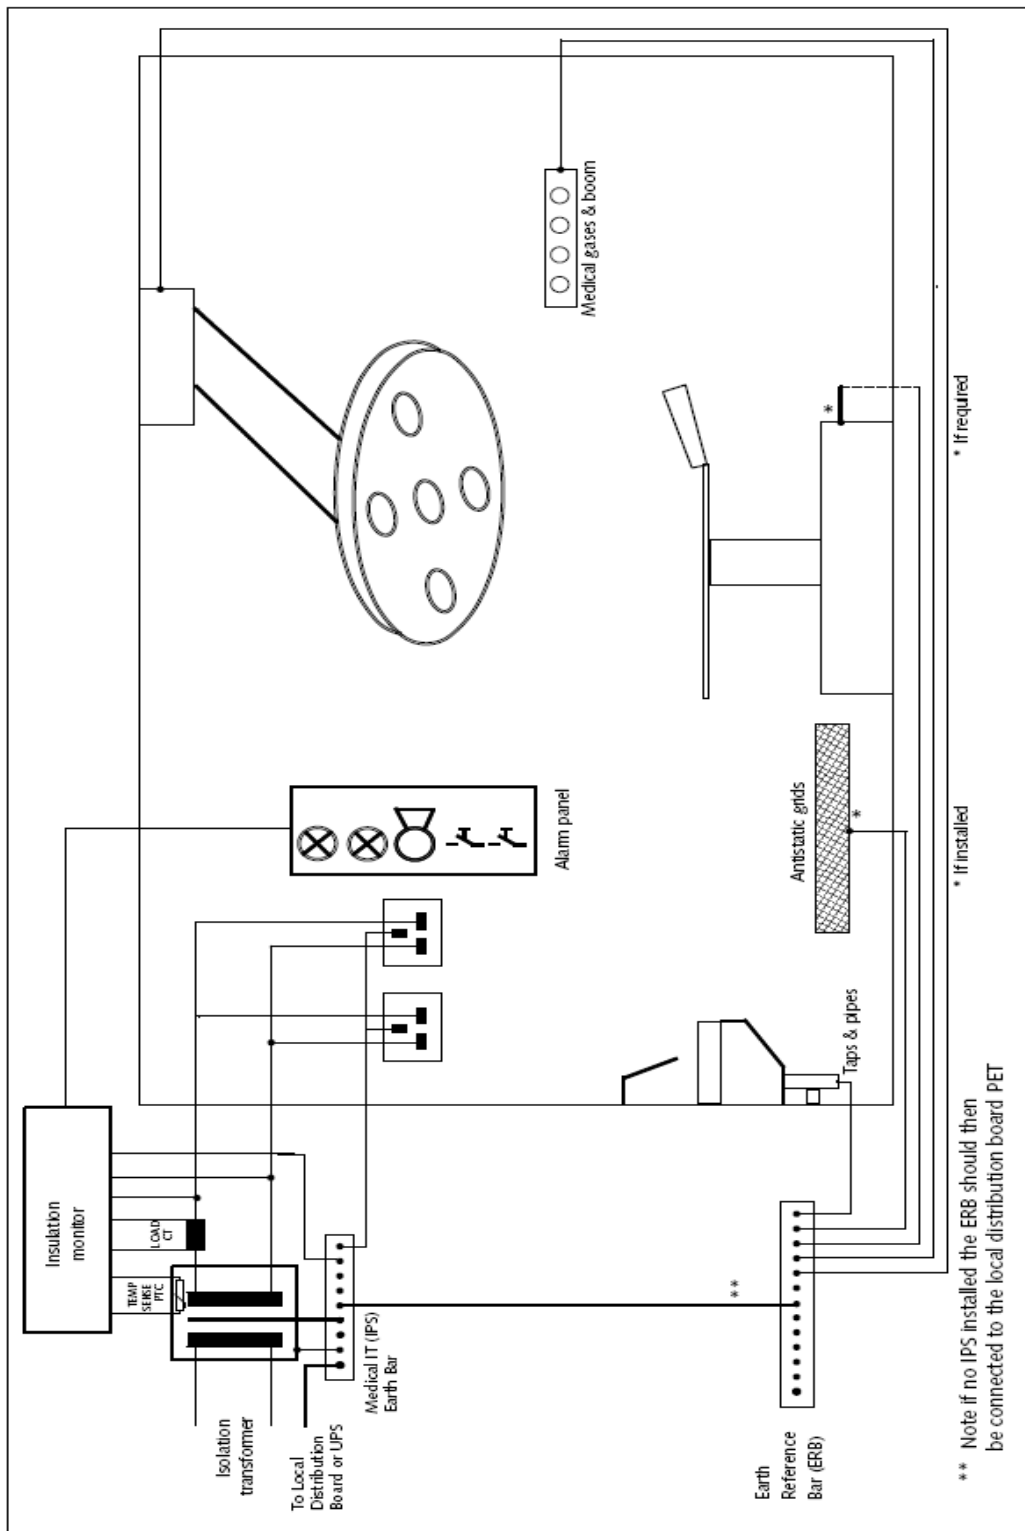 Insulation
monitor
TEMP
SENSE
PTC
LOAD
CT
Isolation
transformer
To Local
Distribution
Board or UPS
Medical IT (IPS)
Earth Bar
Alarm panel
Medical gases & boom
Antistatic grids
*
*
Taps & pipes
**
Earth
Reference
Bar (ERB)
* If installed
* If required
** Note if no IPS installed the ERB should then
be connected to the local distribution board PET